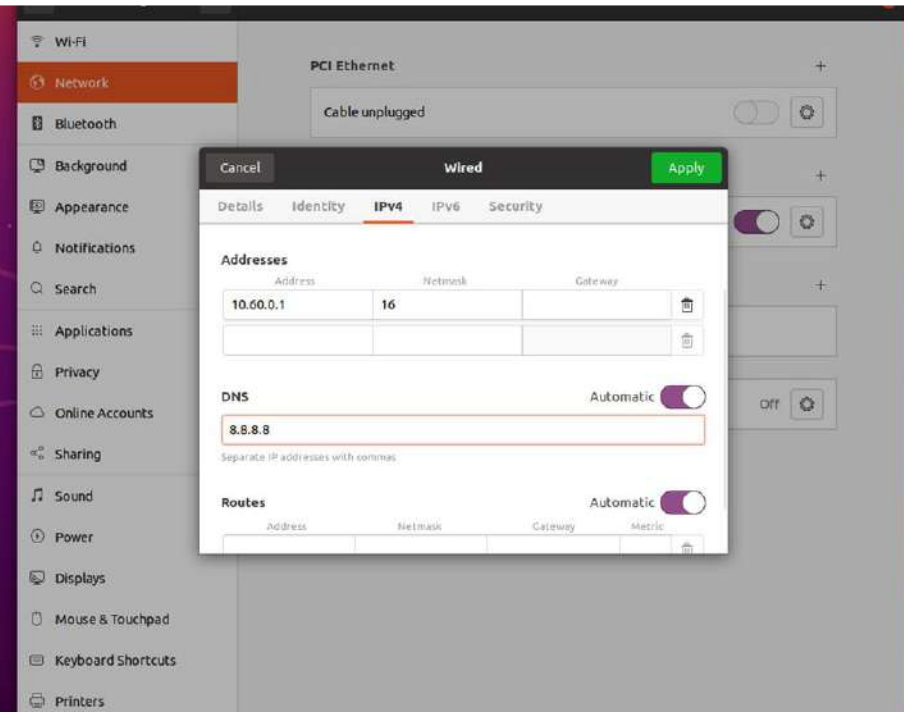 Wi-Fi
Network
Bluetooth
Background
Appearance
Notifications
Search
Applications
Privacy
Online Accounts
Sharing
Sound
Power
Displays
Mouse & Touchpad
Keyboard Shortcuts
Printers
PCI Ethernet
Cable unplugged
Off
Cancel Wired Apply
Details Identity IPv4 IPv6 Security
Addresses
Address Netmask Gateway
10.60.0.1 16
DNS Automatic
8.8.8.8
Separate IP addresses with commas
Routes Automatic
Address Netmask Gateway Metric